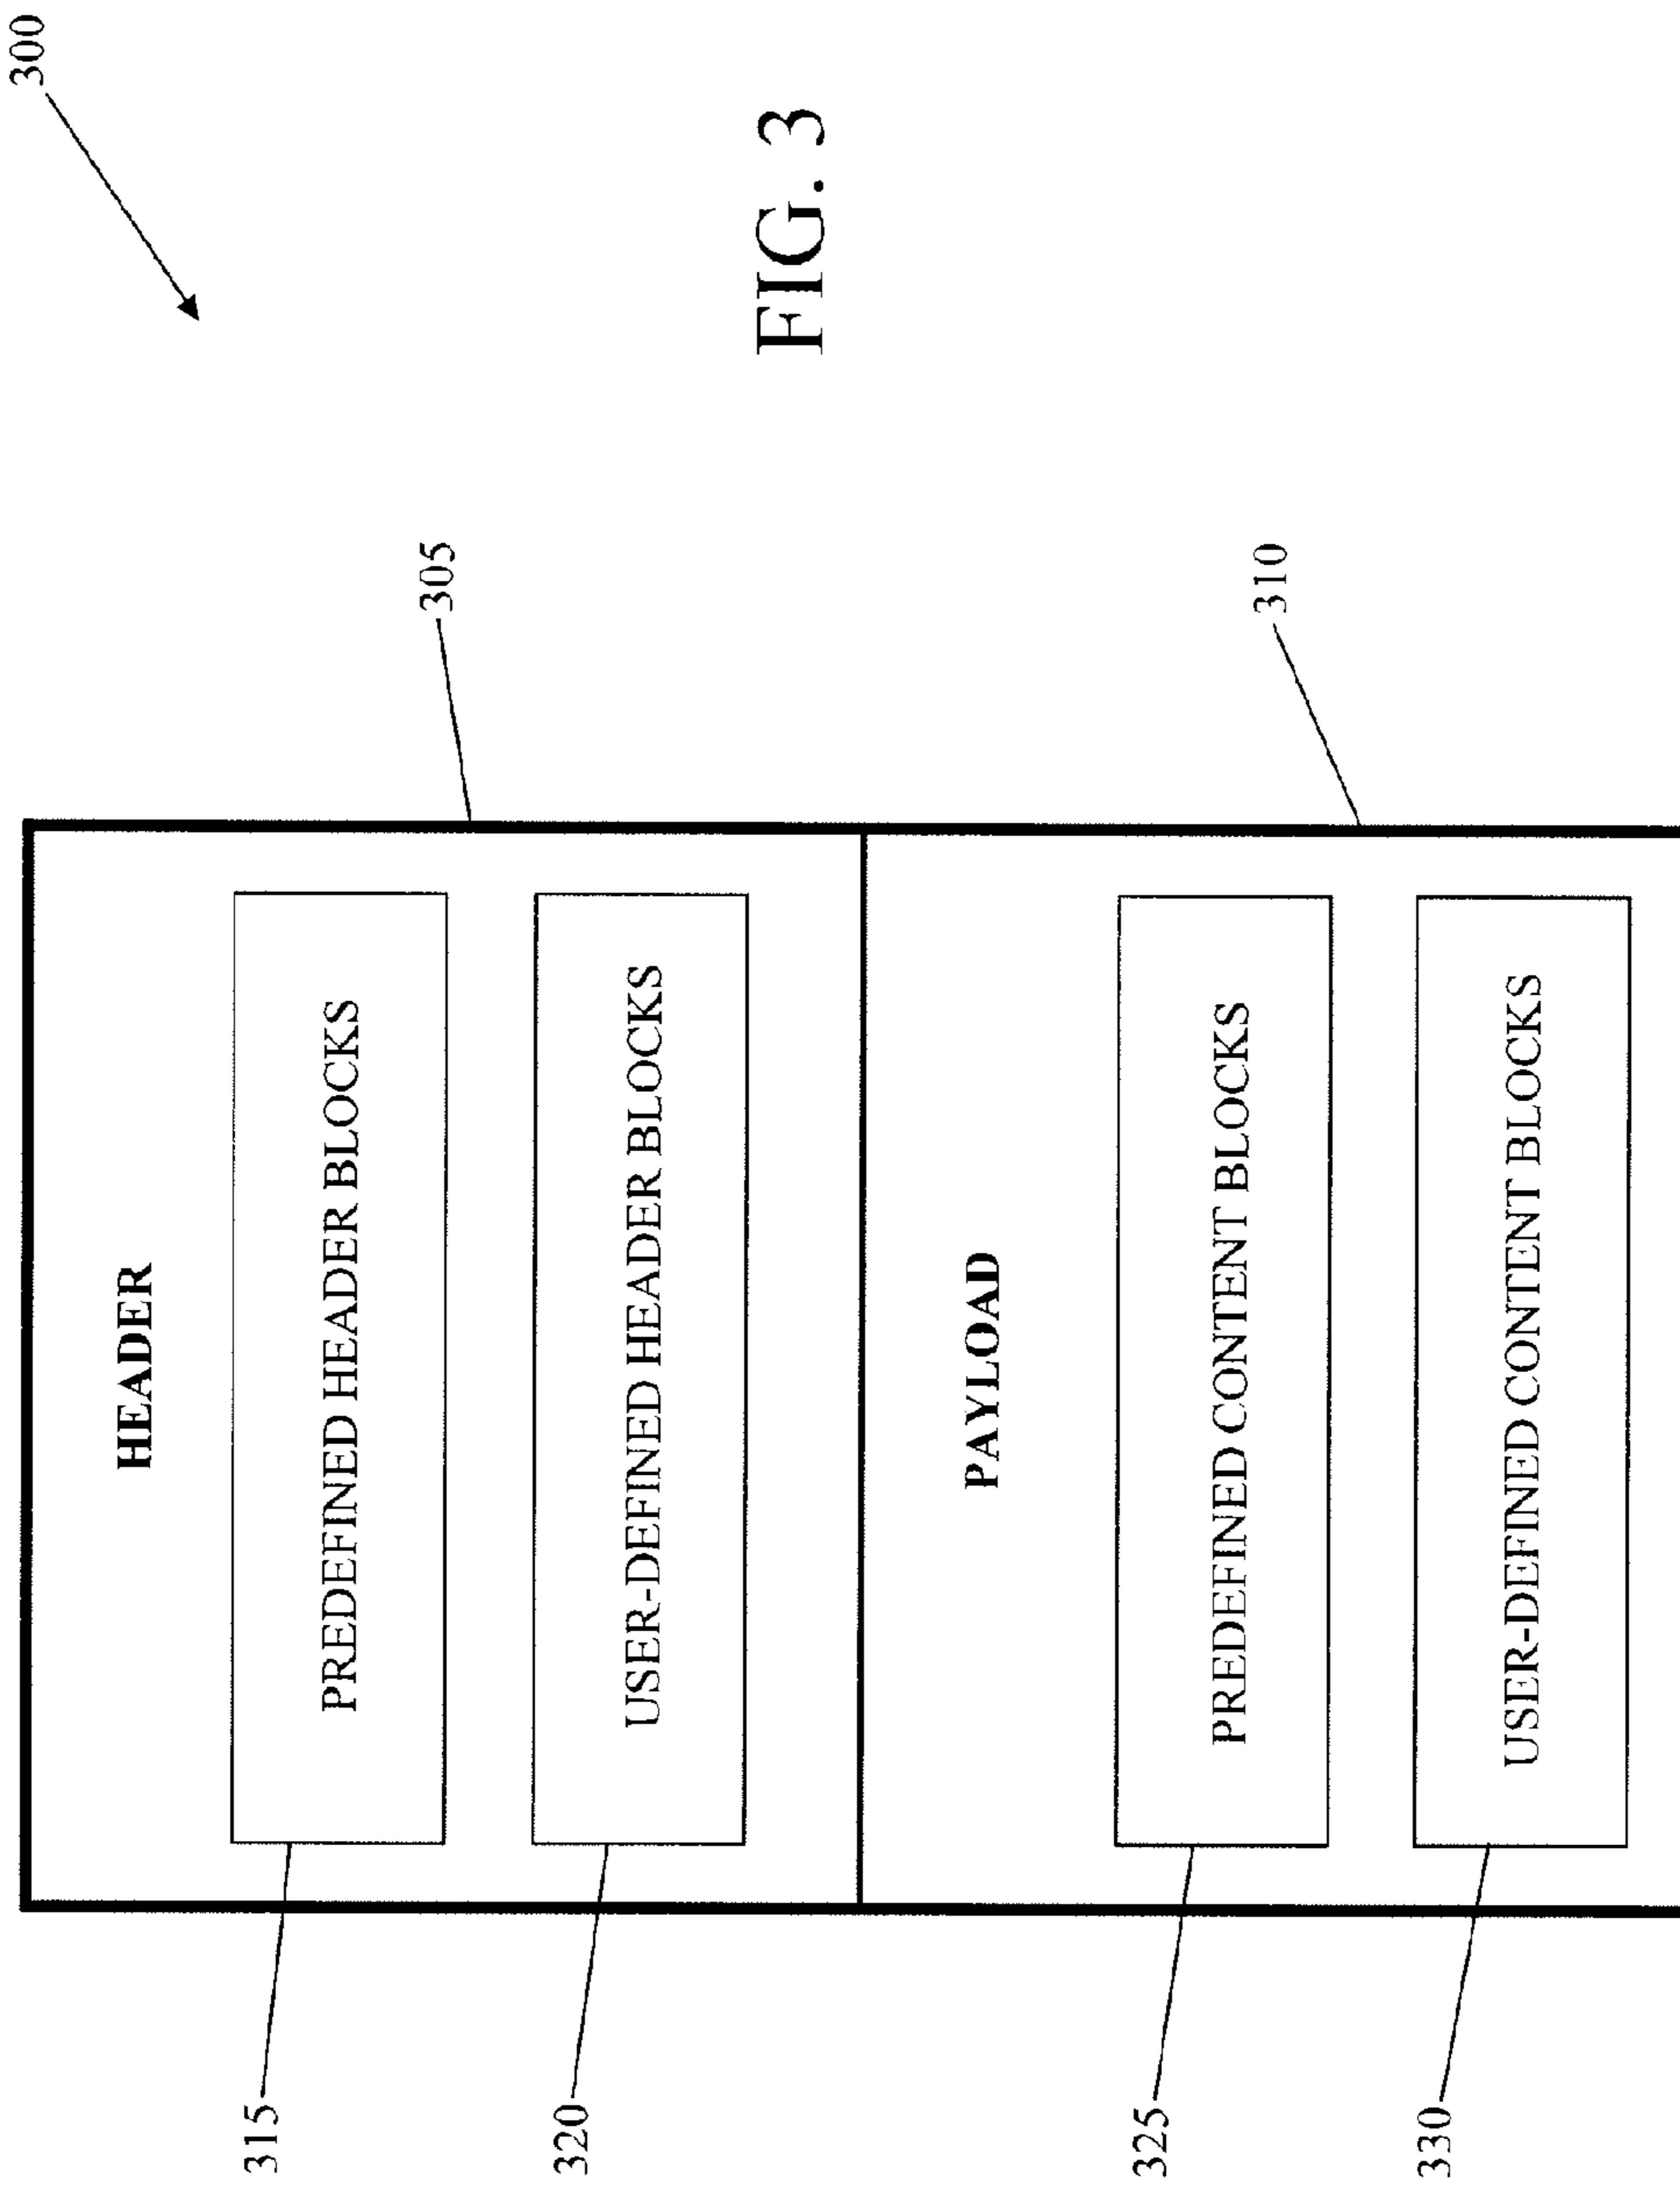 300
HEADER
305
315
PREDEFINED HEADER BLOCKS
320
USER-DEFINED HEADER BLOCKS
FIG. 3
PAYLOAD
310
325
PREDEFINED CONTENT BLOCKS
330
USER-DEFINED CONTENT BLOCKS